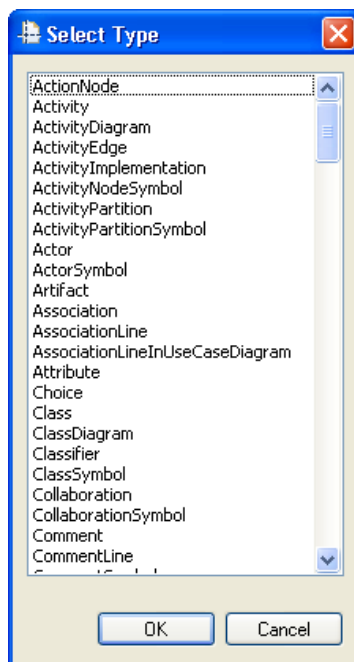 Select Type
ActionNode
Activity
ActivityDiagram
ActivityEdge
ActivityImplementation
ActivityNodeSymbol
ActivityPartition
ActivityPartitionSymbol
Actor
ActorSymbol
Artifact
Association
AssociationLine
AssociationLineInUseCaseDiagram
Attribute
Choice
Class
ClassDiagram
Classifier
ClassSymbol
Collaboration
CollaborationSymbol
Comment
CommentLine
OK Cancel